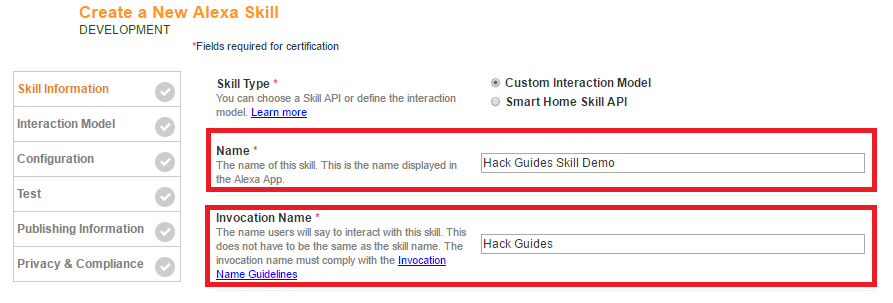 Create a New Alexa Skill
DEVELOPMENT
*Fields required for certification
Skill Information
Interaction Model
Configuration
Test
Publishing Information
Privacy & Compliance
Skill Type *
You can choose a Skill API or define the interaction
model. Learn more
Custom Interaction Model
Smart Home Skill API
Name *
The name of this skill. This is the name displayed in
the Alexa App.
Hack Guides Skill Demo
Invocation Name *
The name users will say to interact with this skill. This
does not have to be the same as the skill name. The
invocation name must comply with the Invocation
Name Guidelines
Hack Guides